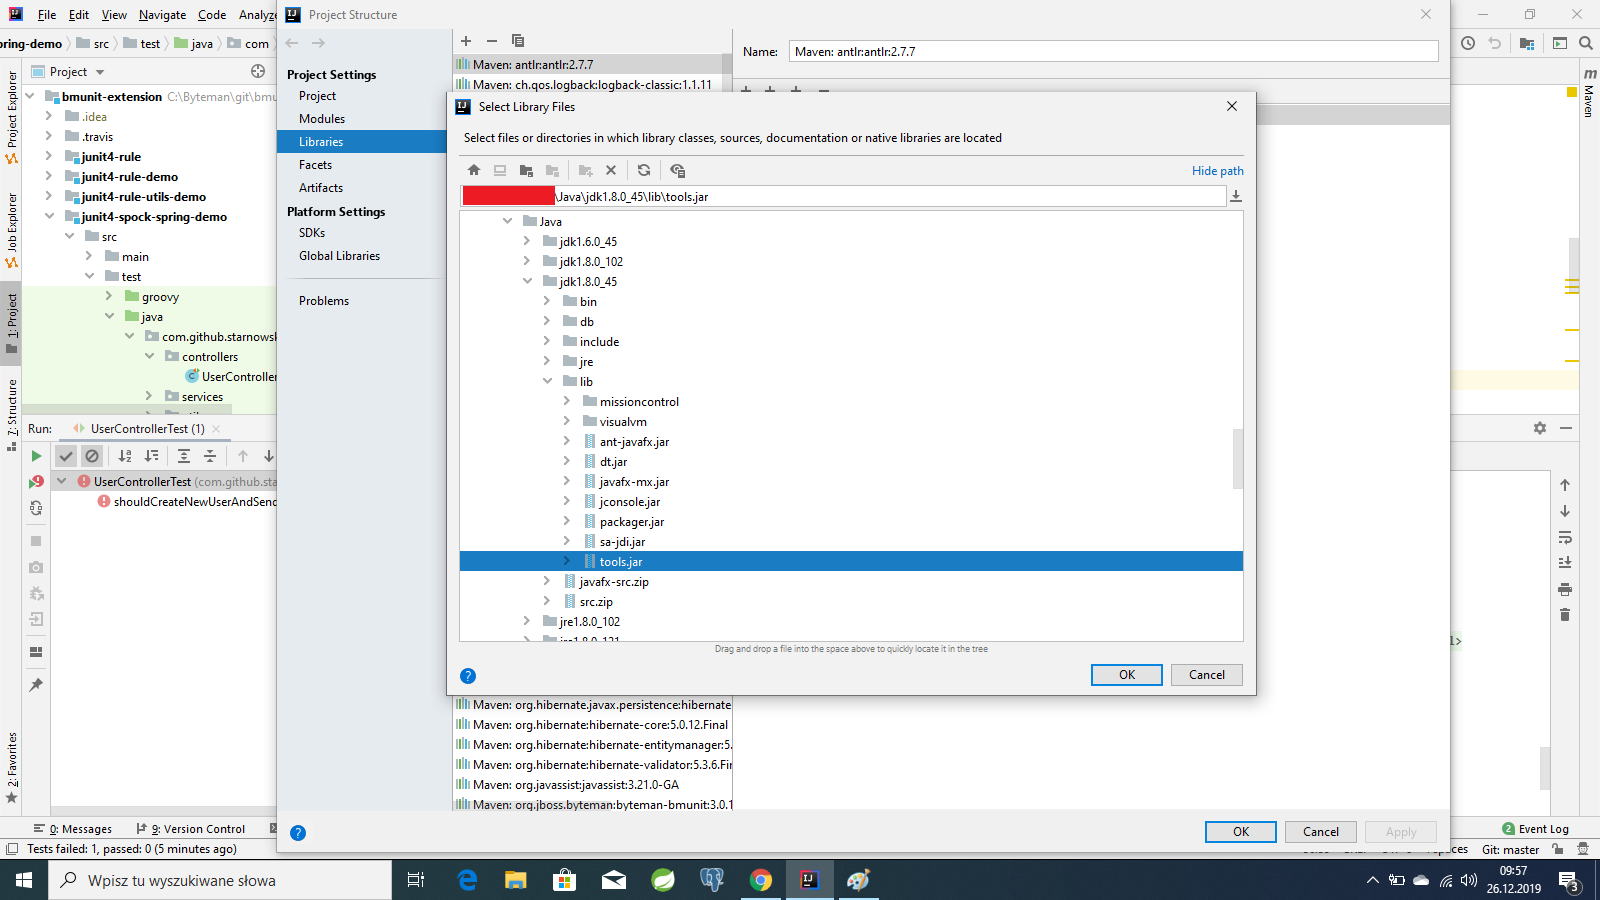 File Edit View Navigate Code Analyze
Project Structure
pring-demo src test java com
Project
bmunit-extension C:\Byteman\git\bmu
.idea
.travis
junit4-rule
junit4-rule-demo
junit4-rule-utils-demo
junit4-spock-spring-demo
src
main
test
groovy
java
com.github.starnowsk
controllers
UserController
services
Project Explorer
Job Explorer
1: Project
7: Structure
2: Favorites
Maven
Project Settings
Project
Modules
Libraries
Facets
Artifacts
Platform Settings
SDKs
Global Libraries
Problems
Maven: antlr:antlr:2.7.7
Maven: ch.qos.logback:logback-classic:1.1.11
Name: Maven: antlr:antlr:2.7.7
Select Library Files
Select files or directories in which library classes, sources, documentation or native libraries are located
Hide path
\Java\jdk1.8.0_45\lib\tools.jar
Java
jdk1.6.0_45
jdk1.8.0_102
jdk1.8.0_45
bin
db
include
jre
lib
missioncontrol
visualvm
ant-javafx.jar
dt.jar
javafx-mx.jar
jconsole.jar
packager.jar
sa-jdi.jar
tools.jar
javafx-src.zip
src.zip
jre1.8.0_102
jre1.8.0_121
Drag and drop a file into the space above to quickly locate it in the tree
? OK Cancel
Run: UserControllerTest (1)
UserControllerTest (com.github.sta
shouldCreateNewUserAndSend
Maven: org.hibernate.javax.persistence:hibernate
Maven: org.hibernate:hibernate-core:5.0.12.Final
Maven: org.hibernate:hibernate-entitymanager:5.
Maven: org.hibernate:hibernate-validator:5.3.6.Fir
Maven: org.javassist:javassist:3.21.0-GA
Maven: org.jboss.byteman:byteman-bmunit:3.0.1
? OK Cancel Apply
0: Messages 9: Version Control
2 Event Log
Tests failed: 1, passed: 0 (5 minutes ago)
Git: master
Wpisz tu wyszukiwane słowa
09:57
26.12.2019
3